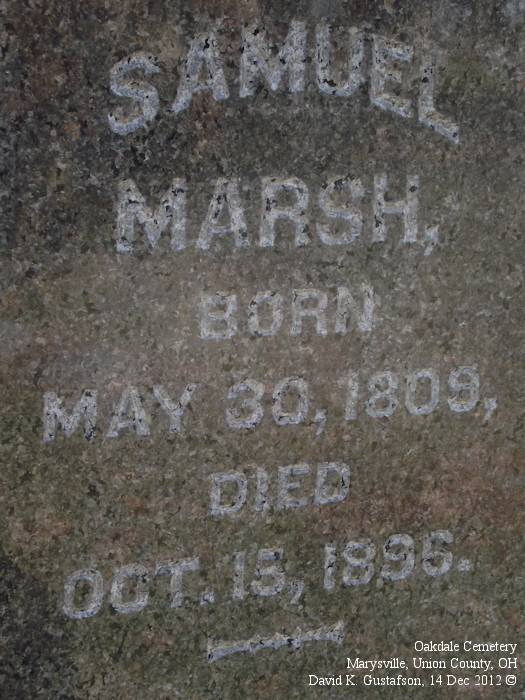 SAMUEL
MARSH,
BORN
MAY 30, 1809,
DIED
OCT. 15, 1896.
Oakdale Cemetery
Marysville, Union County, OH
David K. Gustafson, 14 Dec 2012 ©